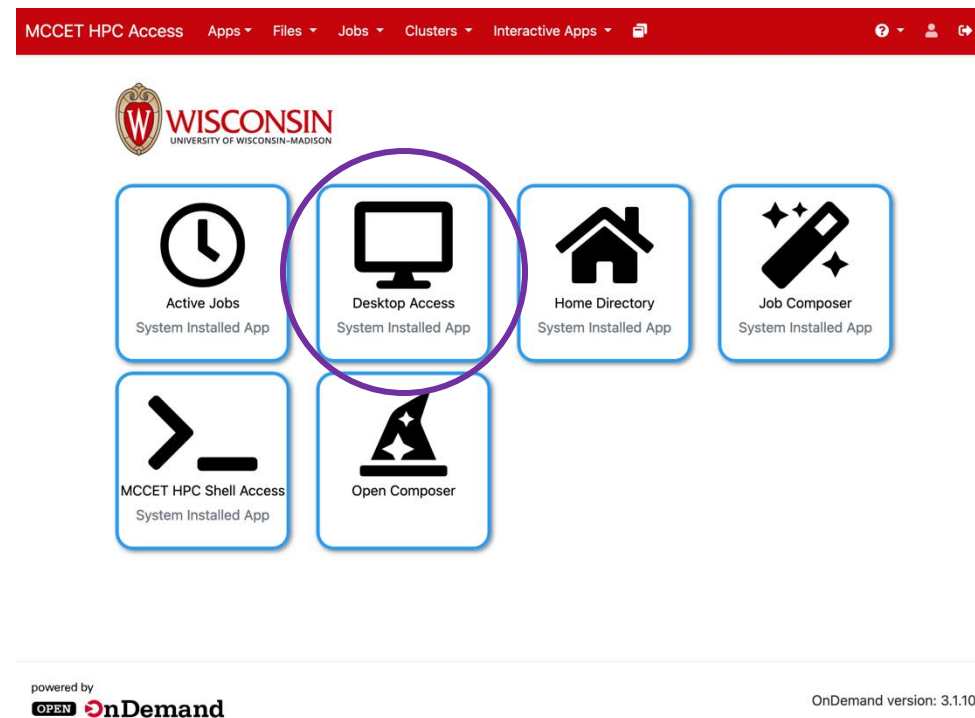 MCCET HPC Access Apps Files Jobs Clusters Interactive Apps
W WISCONSIN
UNIVERSITY OF WISCONSIN–MADISON
Active Jobs
System Installed App
Desktop Access
System Installed App
Home Directory
System Installed App
Job Composer
System Installed App
MCCET HPC Shell Access
System Installed App
Open Composer
powered by
OPEN OnDemand
OnDemand version: 3.1.10